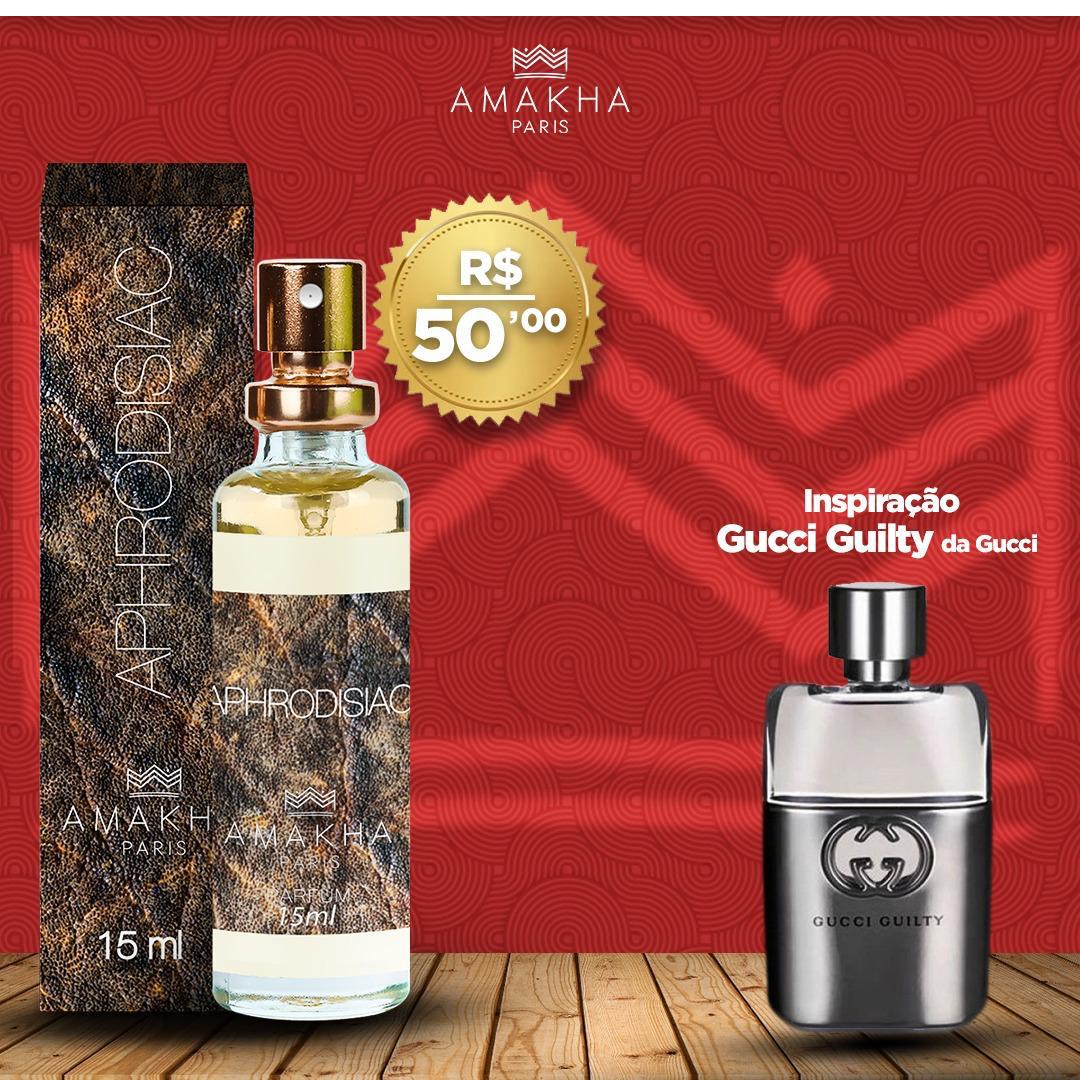 AMAKHA
PARIS
R$
50,00
APHRODISIAC
AMAKH
PARIS
15 ml
APHRODISIAC
AMAKHA
PARIS
PARFUM
15ml
Inspiração
Gucci Guilty da Gucci
GUCCI GUILTY